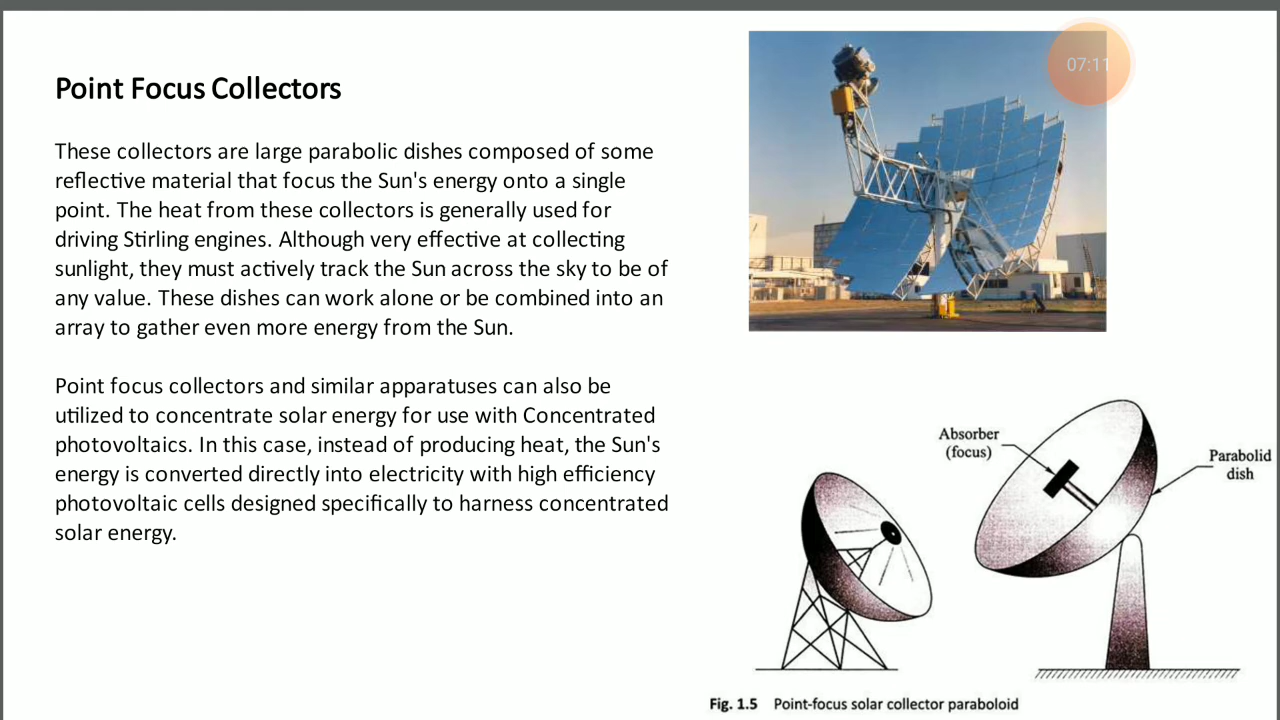 Point Focus Collectors
These collectors are large parabolic dishes composed of some
reflective material that focus the Sun's energy onto a single
point. The heat from these collectors is generally used for
driving Stirling engines. Although very effective at collecting
sunlight, they must actively track the Sun across the sky to be of
any value. These dishes can work alone or be combined into an
array to gather even more energy from the Sun.
Point focus collectors and similar apparatuses can also be
utilized to concentrate solar energy for use with Concentrated
photovoltaics. In this case, instead of producing heat, the Sun's
energy is converted directly into electricity with high efficiency
photovoltaic cells designed specifically to harness concentrated
solar energy.
07:11
Absorber
(focus)
Parabolid
dish
Fig. 1.5 Point-focus solar collector paraboloid